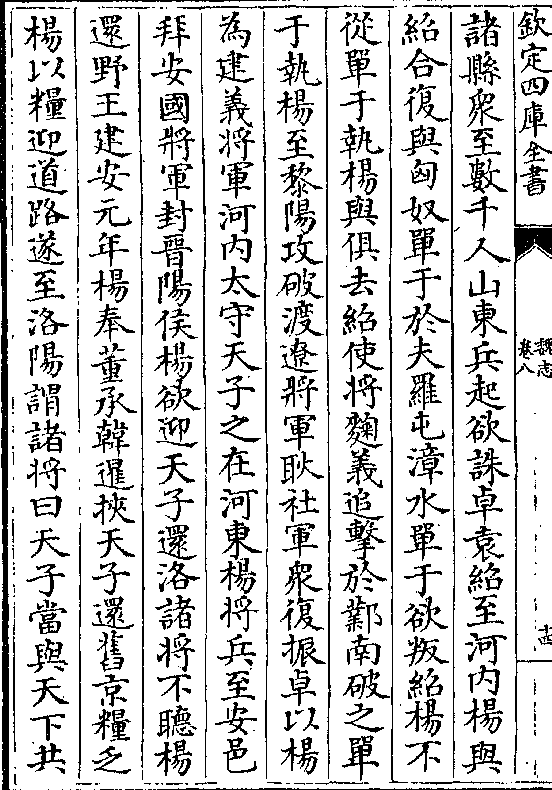 欽定四庫全書
魏志
卷八
十四
諸縣衆至數千人山東兵起欲誅卓袁紹至河内楊與
紹合復與匈奴單于於夫羅屯漳水單于欲叛紹楊不
從單于執楊與俱去紹使將麴義追擊於鄴南破之單
于執楊至黎陽攻破渡遼將軍耿祉軍衆復振卓以楊
為建義將軍河内太守天子之在河東楊將兵至安邑
拜安國將軍封晉陽侯楊欲迎天子還洛諸將不聽楊
還野王建安元年楊奉董承韓暹挾天子還舊京糧乏
楊以糧迎道路遂至洛陽謂諸將曰天子當與天下共